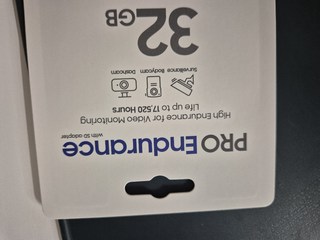 PRO Endurance
with SD adapter
High Endurance for Video Monitoring
Life up to 17,520 Hours
Surveillance Bodycam Dashcam
32GB